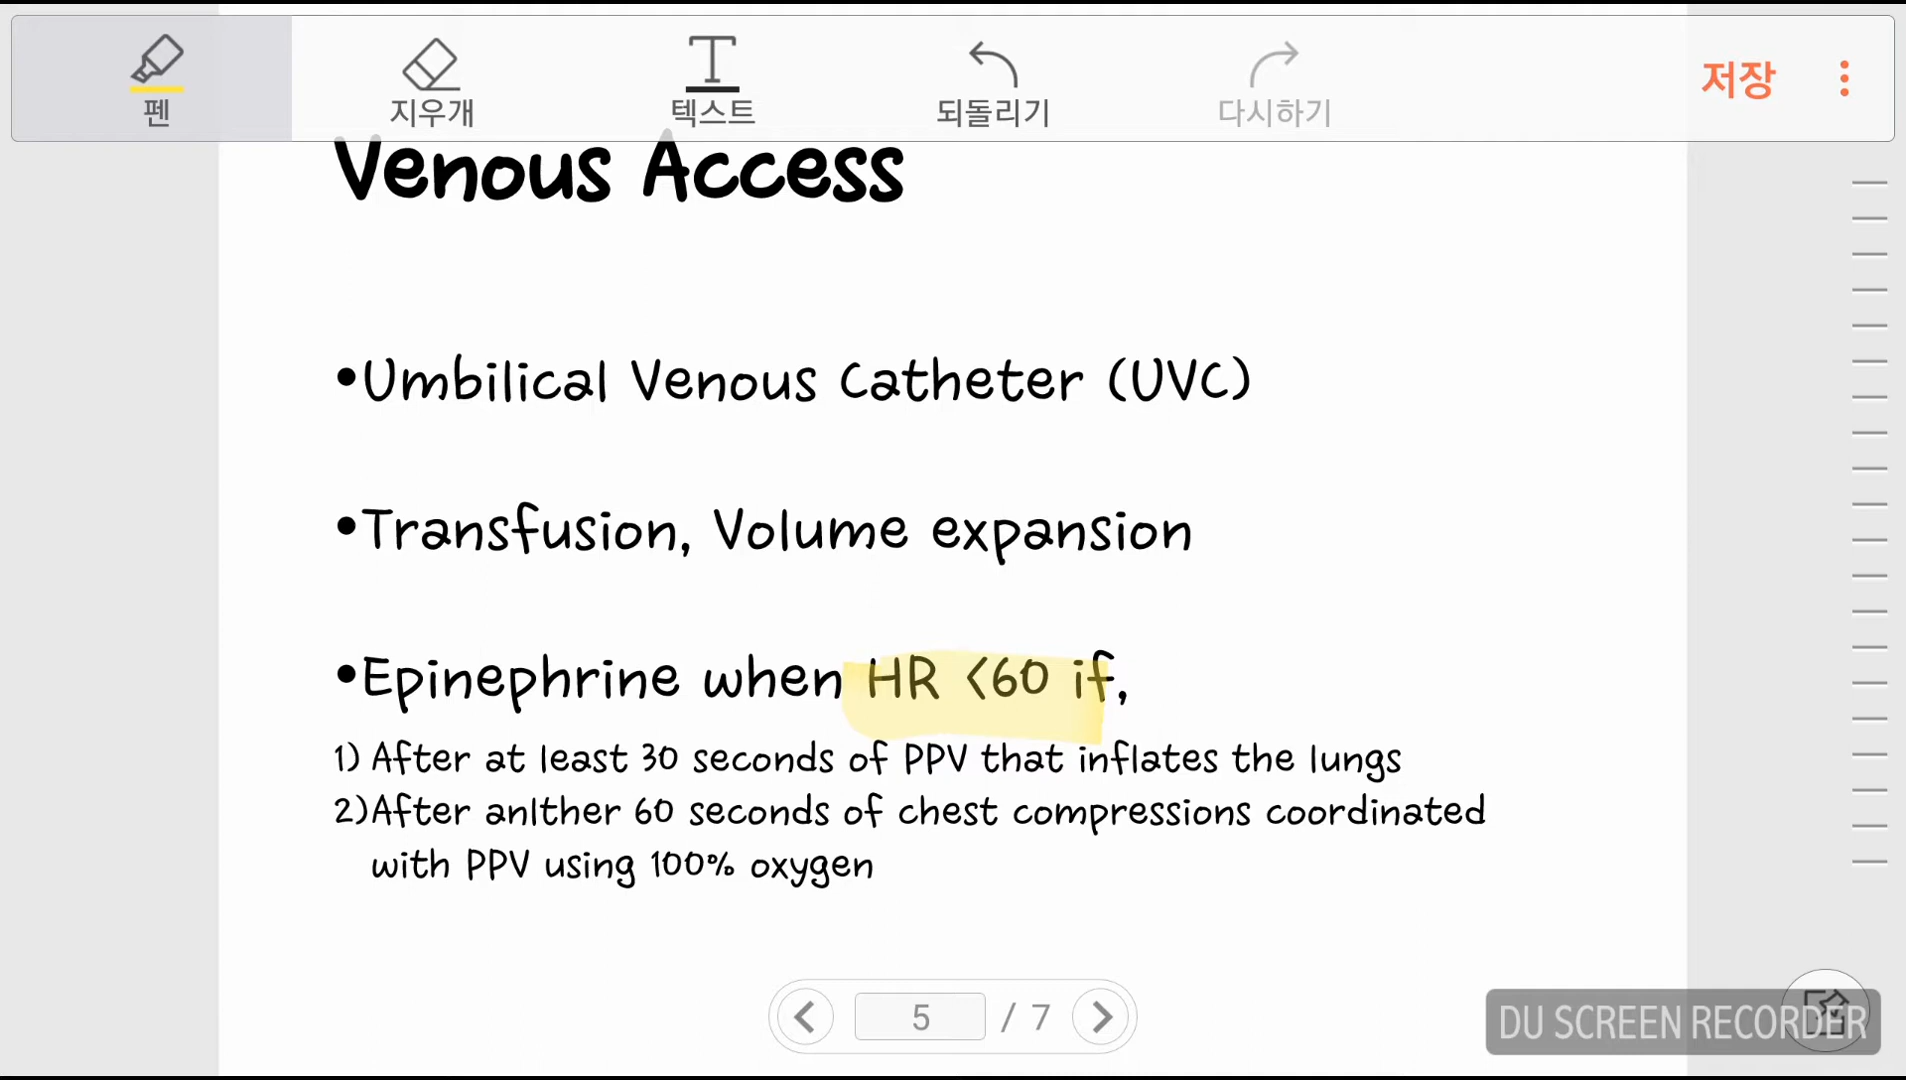 펜
지우개
텍스트
되돌리기
다시하기
저장
Venous Access
•Umbilical Venous Catheter (UVC)
•Transfusion, Volume expansion
•Epinephrine when HR <60 if,
1) After at least 30 seconds of PPV that inflates the lungs
2)After anlther 60 seconds of chest compressions coordinated
with PPV using 100% oxygen
5 / 7
DU SCREEN RECORDER